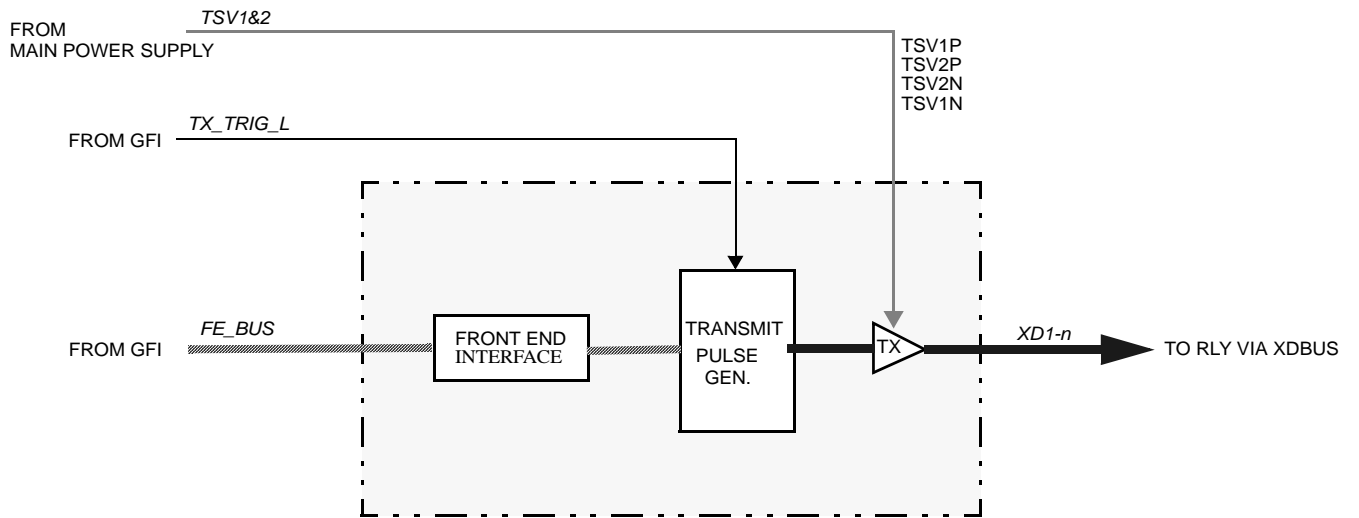 TSV1&2
FROM
MAIN POWER SUPPLY
TSV1P
TSV2P
TSV2N
TSV1N
TX_TRIG_L
FROM GFI
FE_BUS
FROM GFI
FRONT END
INTERFACE
TRANSMIT
PULSE
GEN.
TX
XD1-n
TO RLY VIA XDBUS